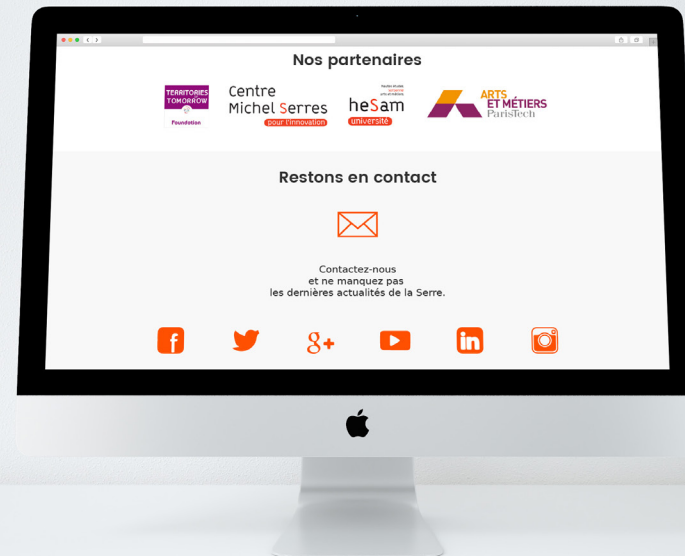 Nos partenaires
TERRITORIES
TOMORROW
Foundation
Centre
Michel Serres
pour l'innovation
heSam
université
ARTS
ET MÉTIERS
ParisTech
Restons en contact
Contactez-nous
et ne manquez pas
les dernières actualités de la Serre.
f
g+
in